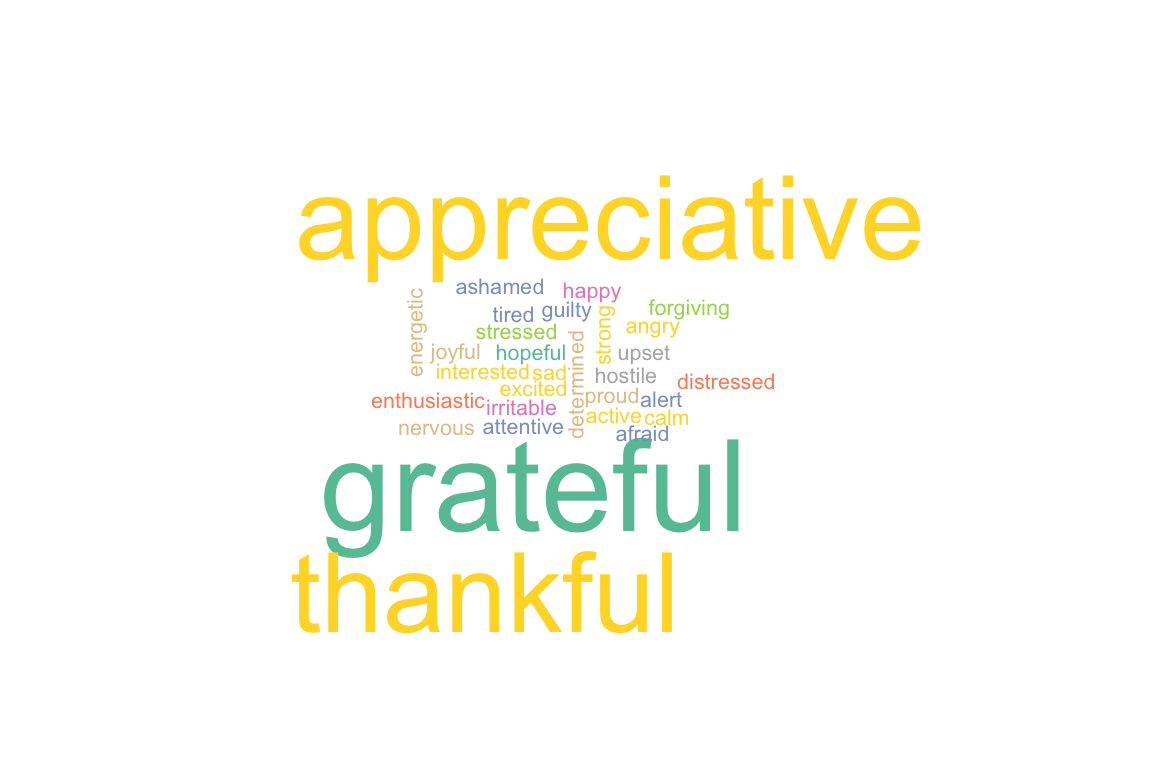 appreciative
ashamed
happy
energetic
forgiving
tired
guilty
strong
angry
stressed
joyful
hopeful
determined
upset
interested
sad
hostile
distressed
excited
enthusiastic
irritable
proud
alert
active
calm
nervous
attentive
afraid
grateful
thankful